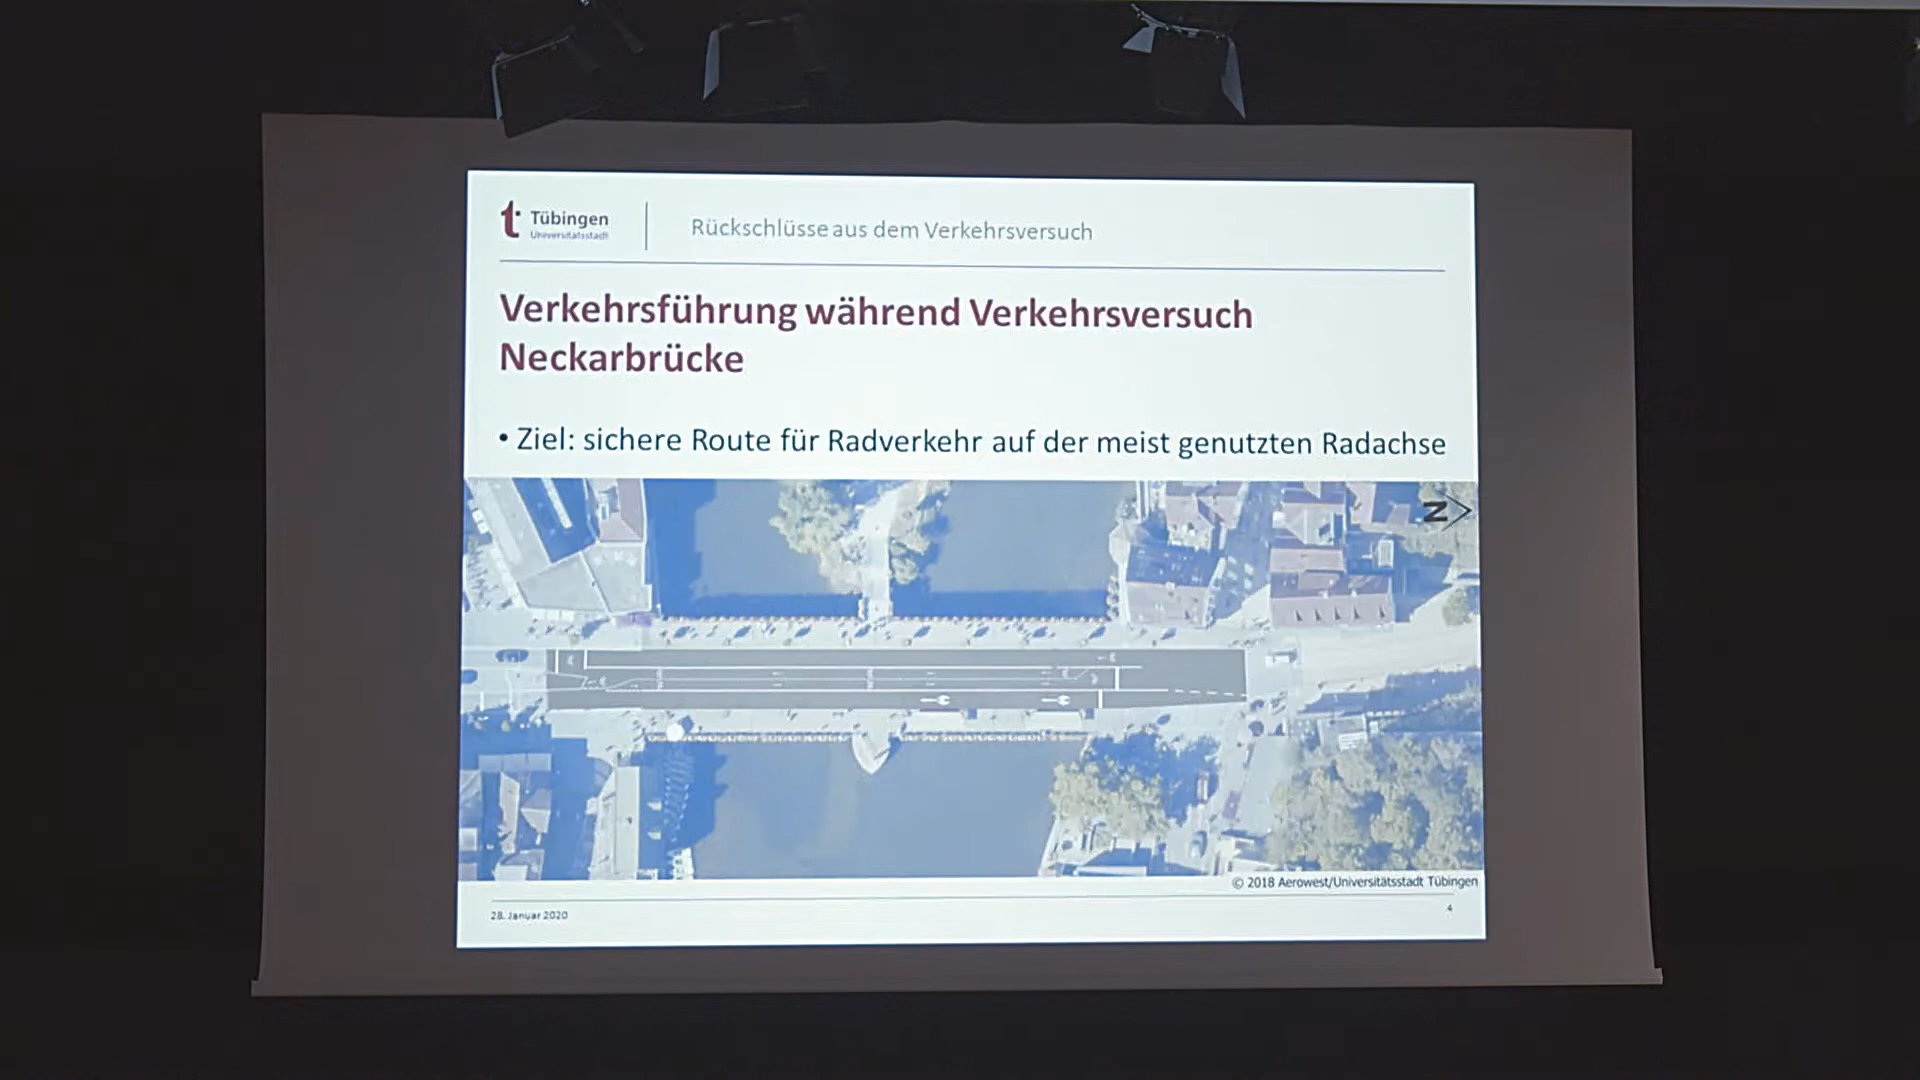 Tübingen
Universitätsstadt
Rückschlüsse aus dem Verkehrsversuch
Verkehrsführung während Verkehrsversuch
Neckarbrücke
• Ziel: sichere Route für Radverkehr auf der meist genutzten Radachse
N
© 2018 Aerowest/Universitätsstadt Tübingen
28. Januar 2020
4